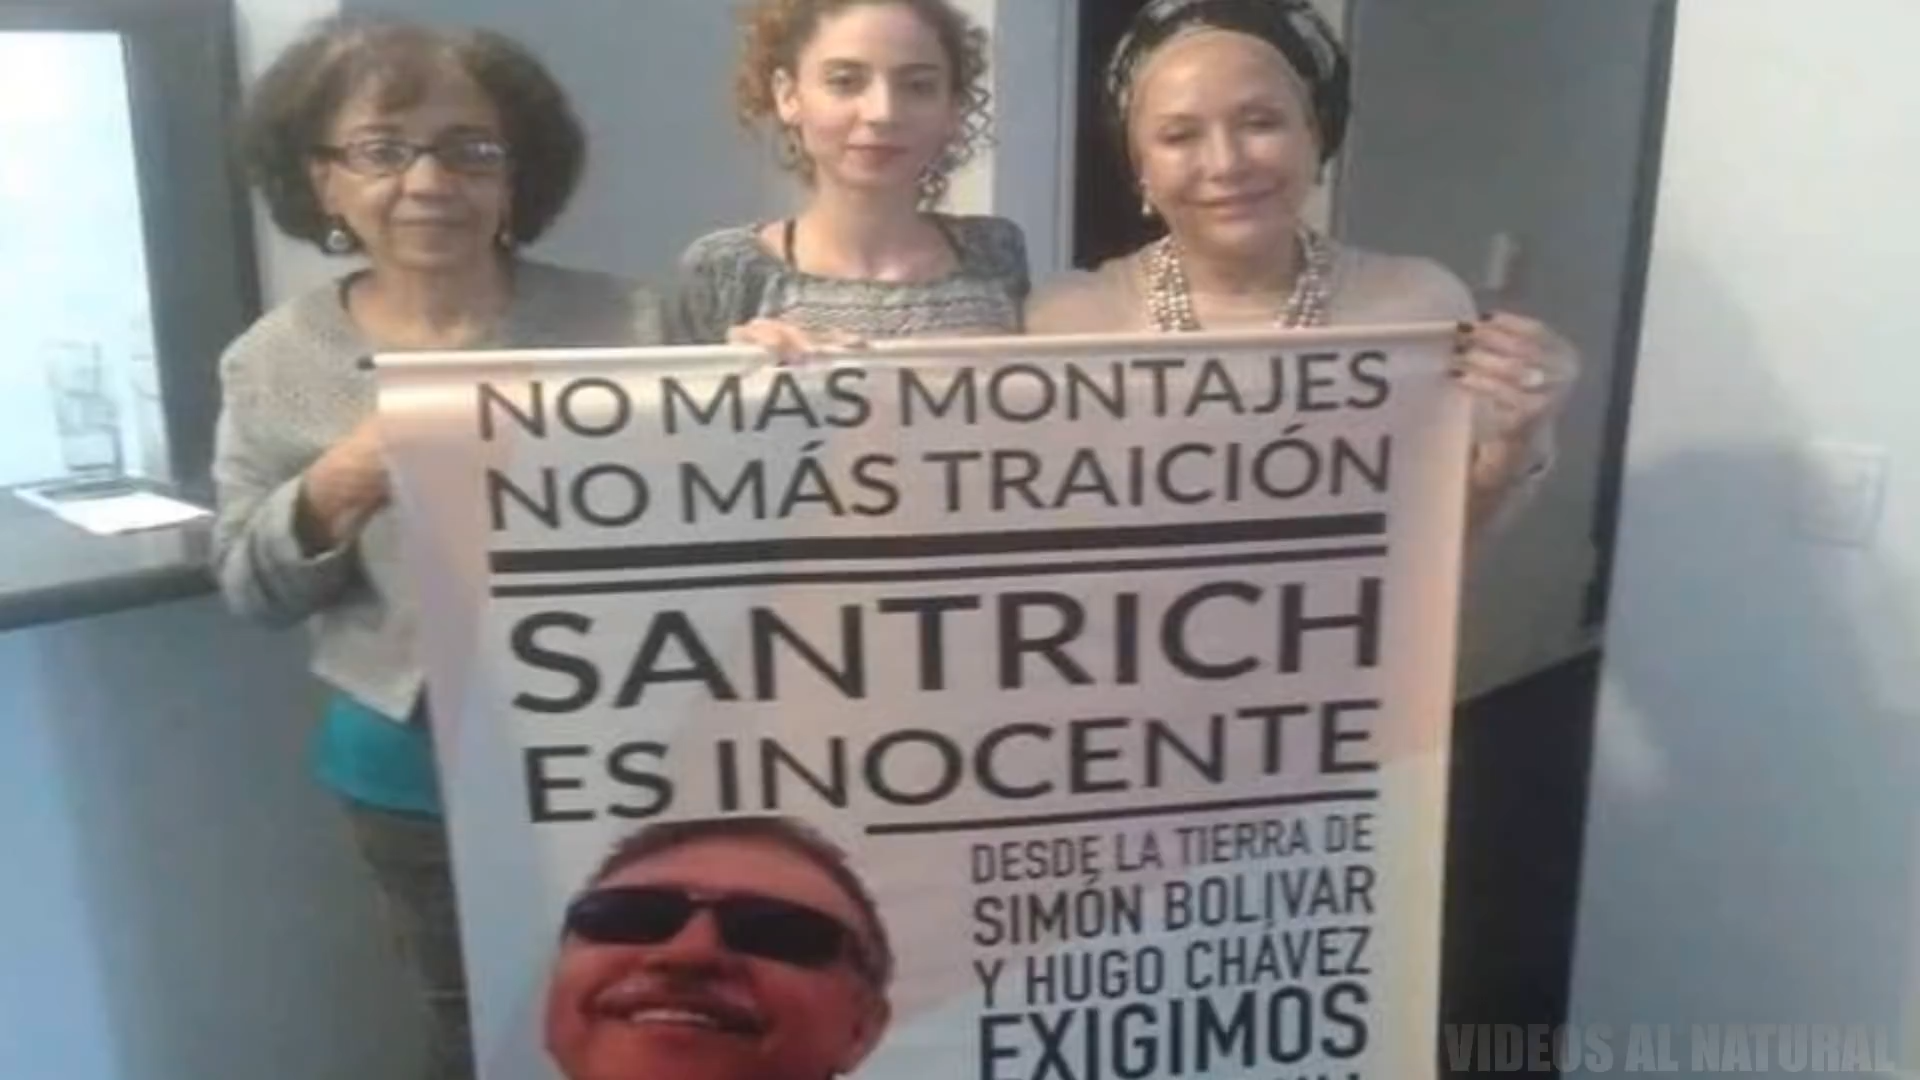 NO MÁS MONTAJES
NO MÁS TRAICIÓN
SANTRICH
ES INOCENTE
DESDE LA TIERRA DE
SIMÓN BOLIVAR
Y HUGO CHÁVEZ
EXIGIMOS
VIDEOS AL NATURAL